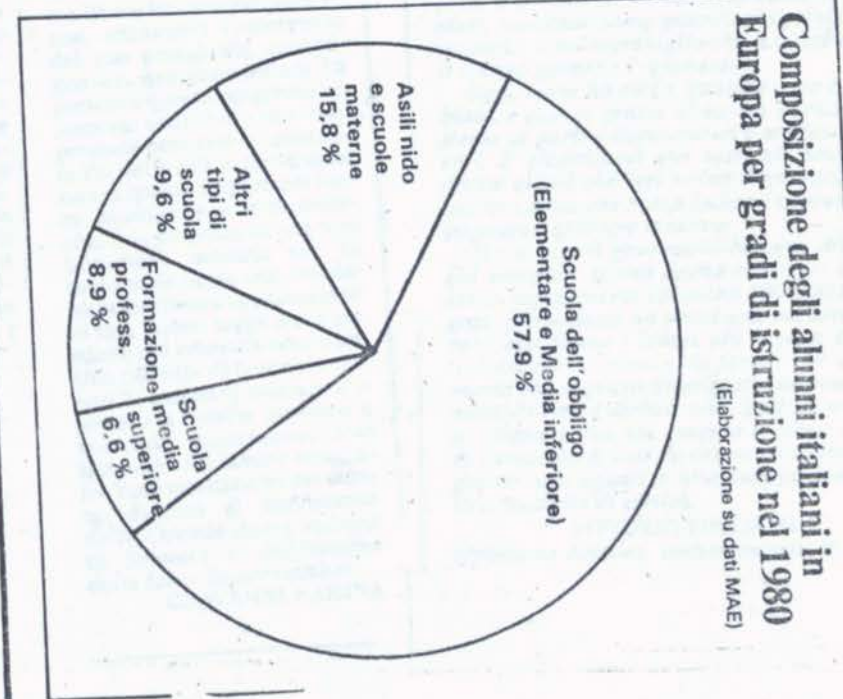 Composizione degli alunni italiani in
Europa per gradi di istruzione nel 1980
(Elaborazione su dati MAE)
Scuola dell'obbligo
(Elementare e Media inferiore)
57,9 %
Asili nido
e scuole
materne
15,8 %
Altri
tipi di
scuola
9,6 %
Formazione
profess.
8,9 %
Scuola
media
superiore
6,6 %